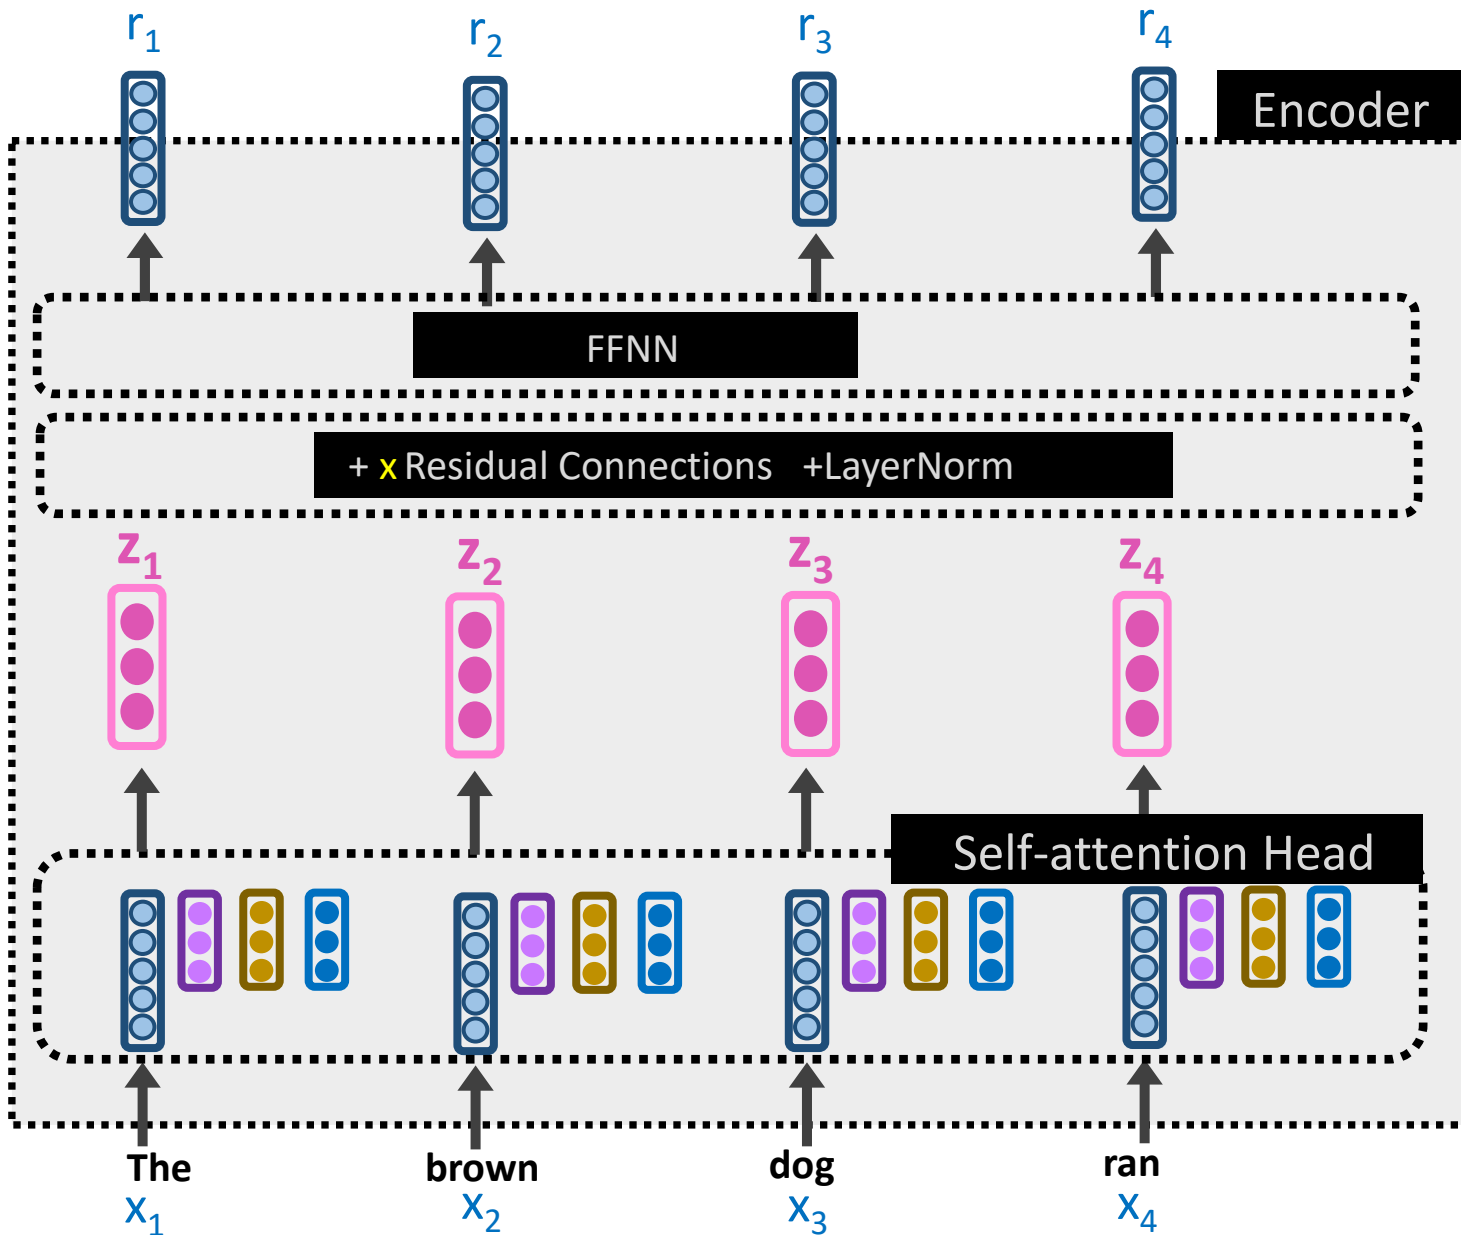 r1 r2 r3 r4
Encoder
FFNN
+ x Residual Connections +LayerNorm
z1 z2 z3 z4
Self-attention Head
The brown dog ran
x1 x2 x3 x4